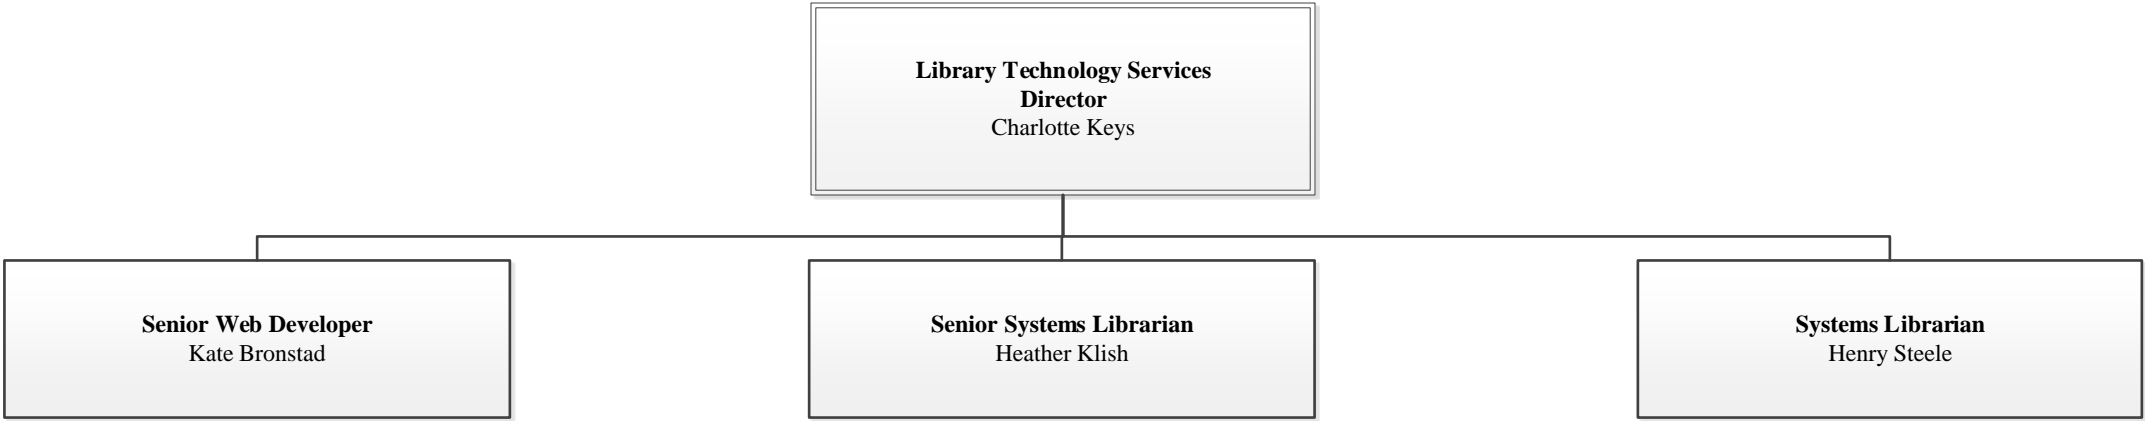 Library Technology Services
Director
Charlotte Keys
Senior Web Developer
Kate Bronstad
Senior Systems Librarian
Heather Klish
Systems Librarian
Henry Steele